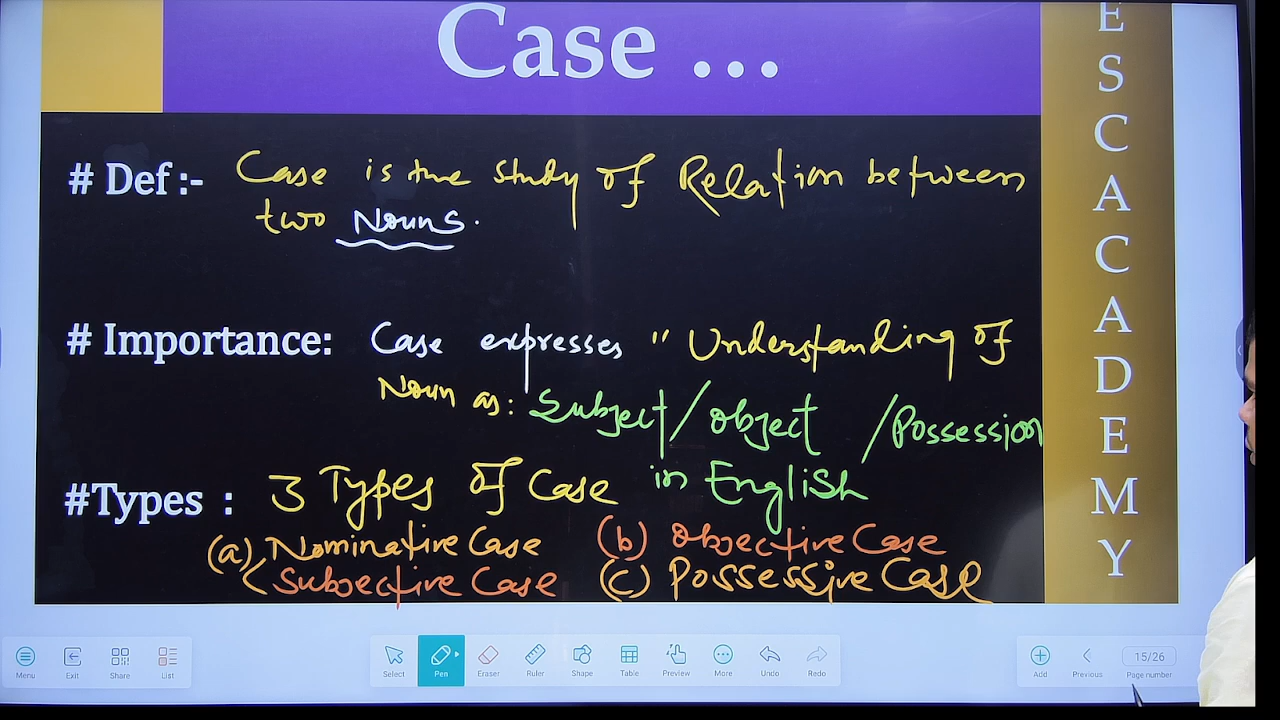 Case ...
# Def :- Case is the study of Relation between
two Nouns.
# Importance: Case expresses " Understanding of
Noun as: Subject / object / Possession
#Types : 3 Types of Case in English
(a) Nominative Case (b) Objective Case
Subjective Case (c) Possessive Case
E
S
C
A
C
A
D
E
M
Y
Menu Exit Share List Select Pen Eraser Ruler Shape Table Preview More Undo Redo Add Previous 15/26 Page number